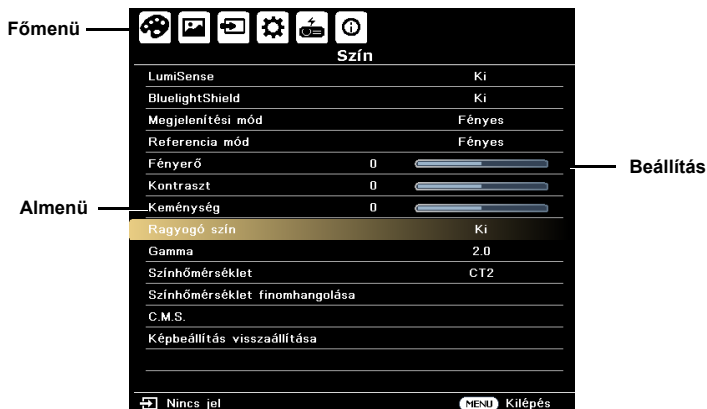 Főmenü
Szín
LumiSense Ki
BluelightShield Ki
Megjelenítési mód Fényes
Referencia mód Fényes
Fényerő 0
Beállítás
Kontraszt 0
Almenü
Keménység 0
Ragyogó szín Ki
Gamma 2.0
Színhőmérséklet CT2
Színhőmérséklet finomhangolása
C.M.S.
Képbeállítás visszaállítása
Nincs jel MENU Kilépés